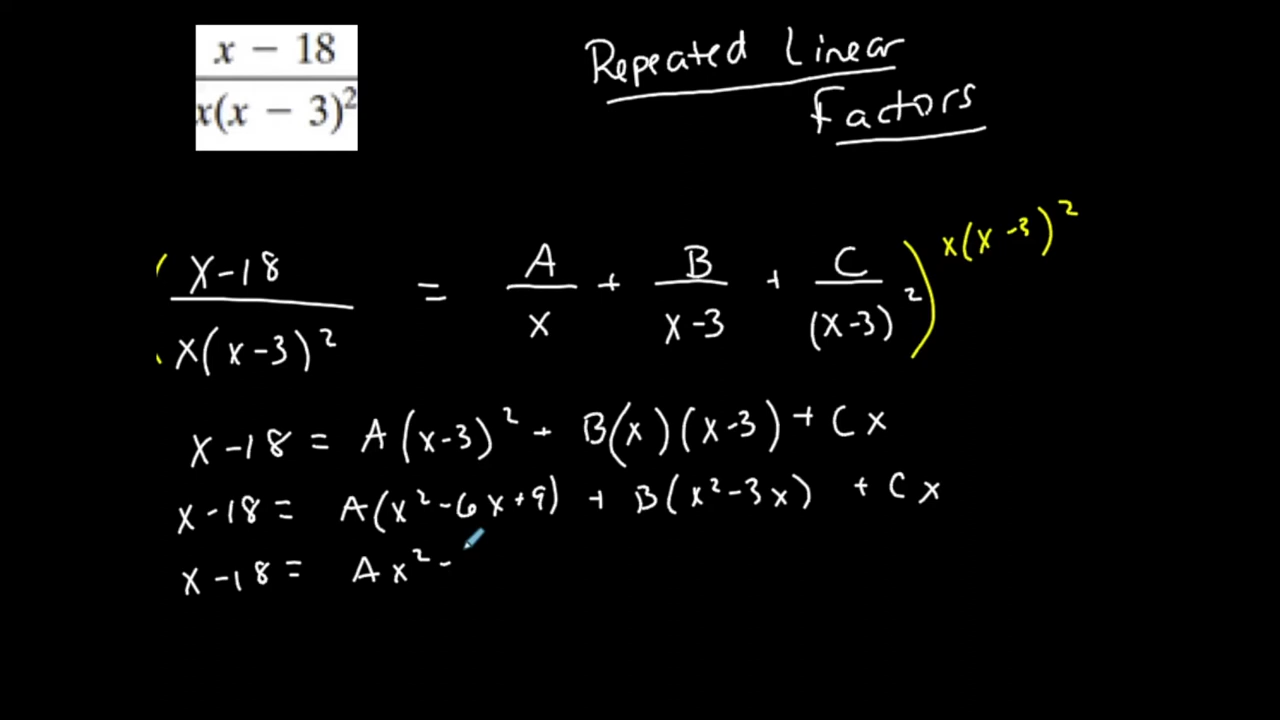 x − 18
x(x − 3)²
Repeated Linear
Factors
x(x-3)²
(x-18 / x(x-3)² = A / x + B / x-3 + C / (x-3)²)
x-18 = A(x-3)² + B(x)(x-3) + Cx
x-18 = A(x²-6x+9) + B(x²-3x) + Cx
x-18 = Ax² -